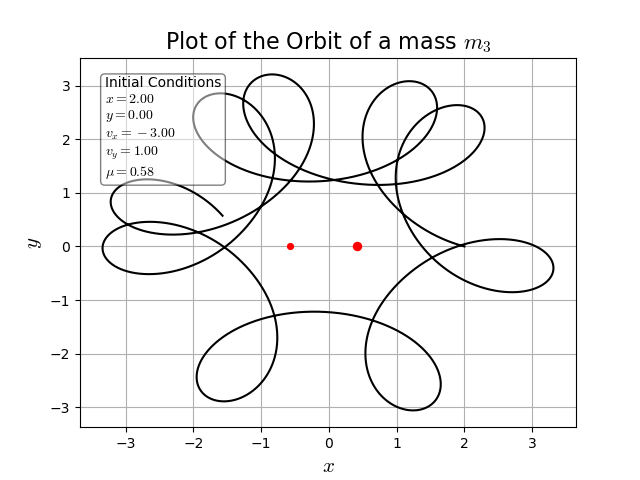 Plot of the Orbit of a mass m₃
Initial Conditions
x = 2.00
y = 0.00
vₓ = −3.00
v_y = 1.00
μ = 0.58
3
2
1
0
−1
−2
−3
y
−3
−2
−1
0
1
2
3
x